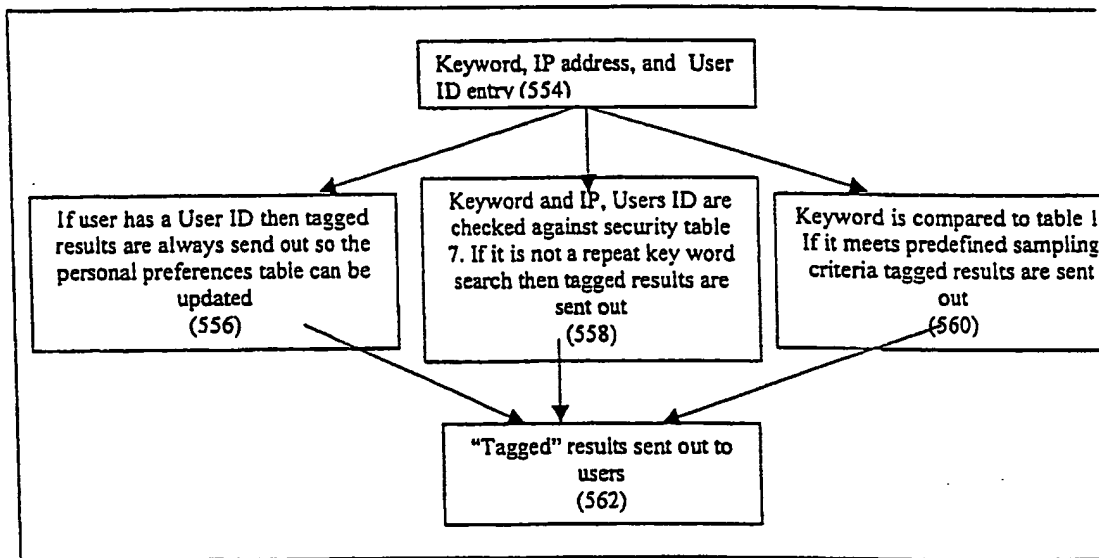 Keyword, IP address, and User
ID entry (554)
If user has a User ID then tagged
results are always send out so the
personal preferences table can be
updated
(556)
Keyword and IP, Users ID are
checked against security table
7. If it is not a repeat key word
search then tagged results are
sent out
(558)
Keyword is compared to table 1
If it meets predefined sampling
criteria tagged results are sent
out
(560)
"Tagged" results sent out to
users
(562)